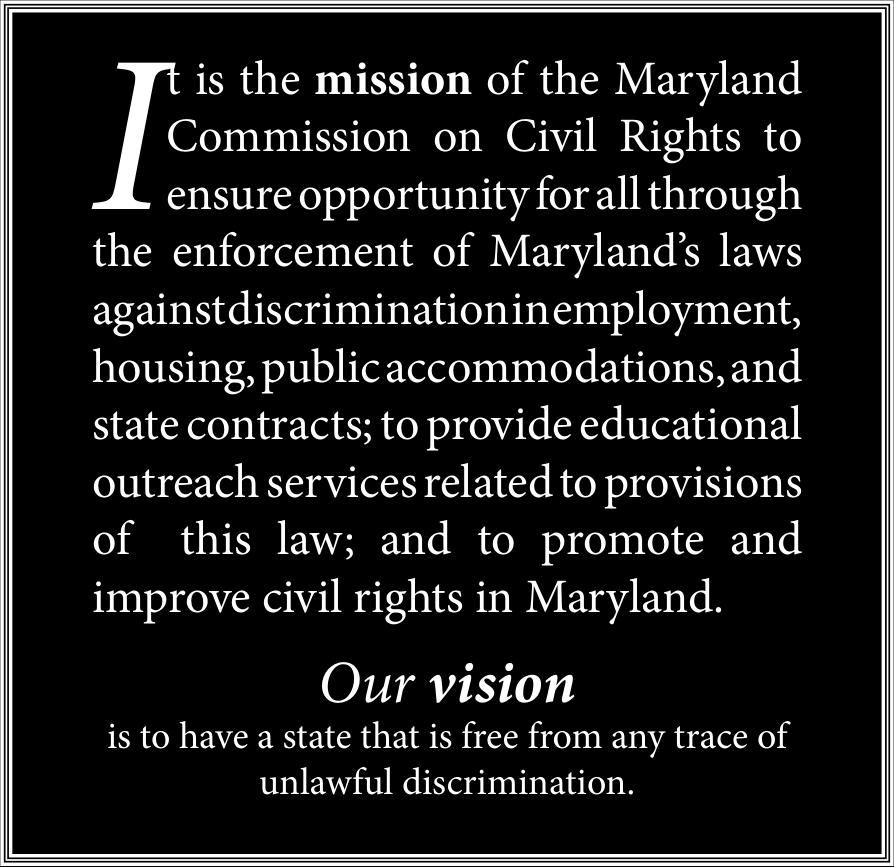 It is the mission of the Maryland
Commission on Civil Rights to
ensure opportunity for all through
the enforcement of Maryland’s laws
against discrimination in employment,
housing, public accommodations, and
state contracts; to provide educational
outreach services related to provisions
of this law; and to promote and
improve civil rights in Maryland.
Our vision
is to have a state that is free from any trace of
unlawful discrimination.